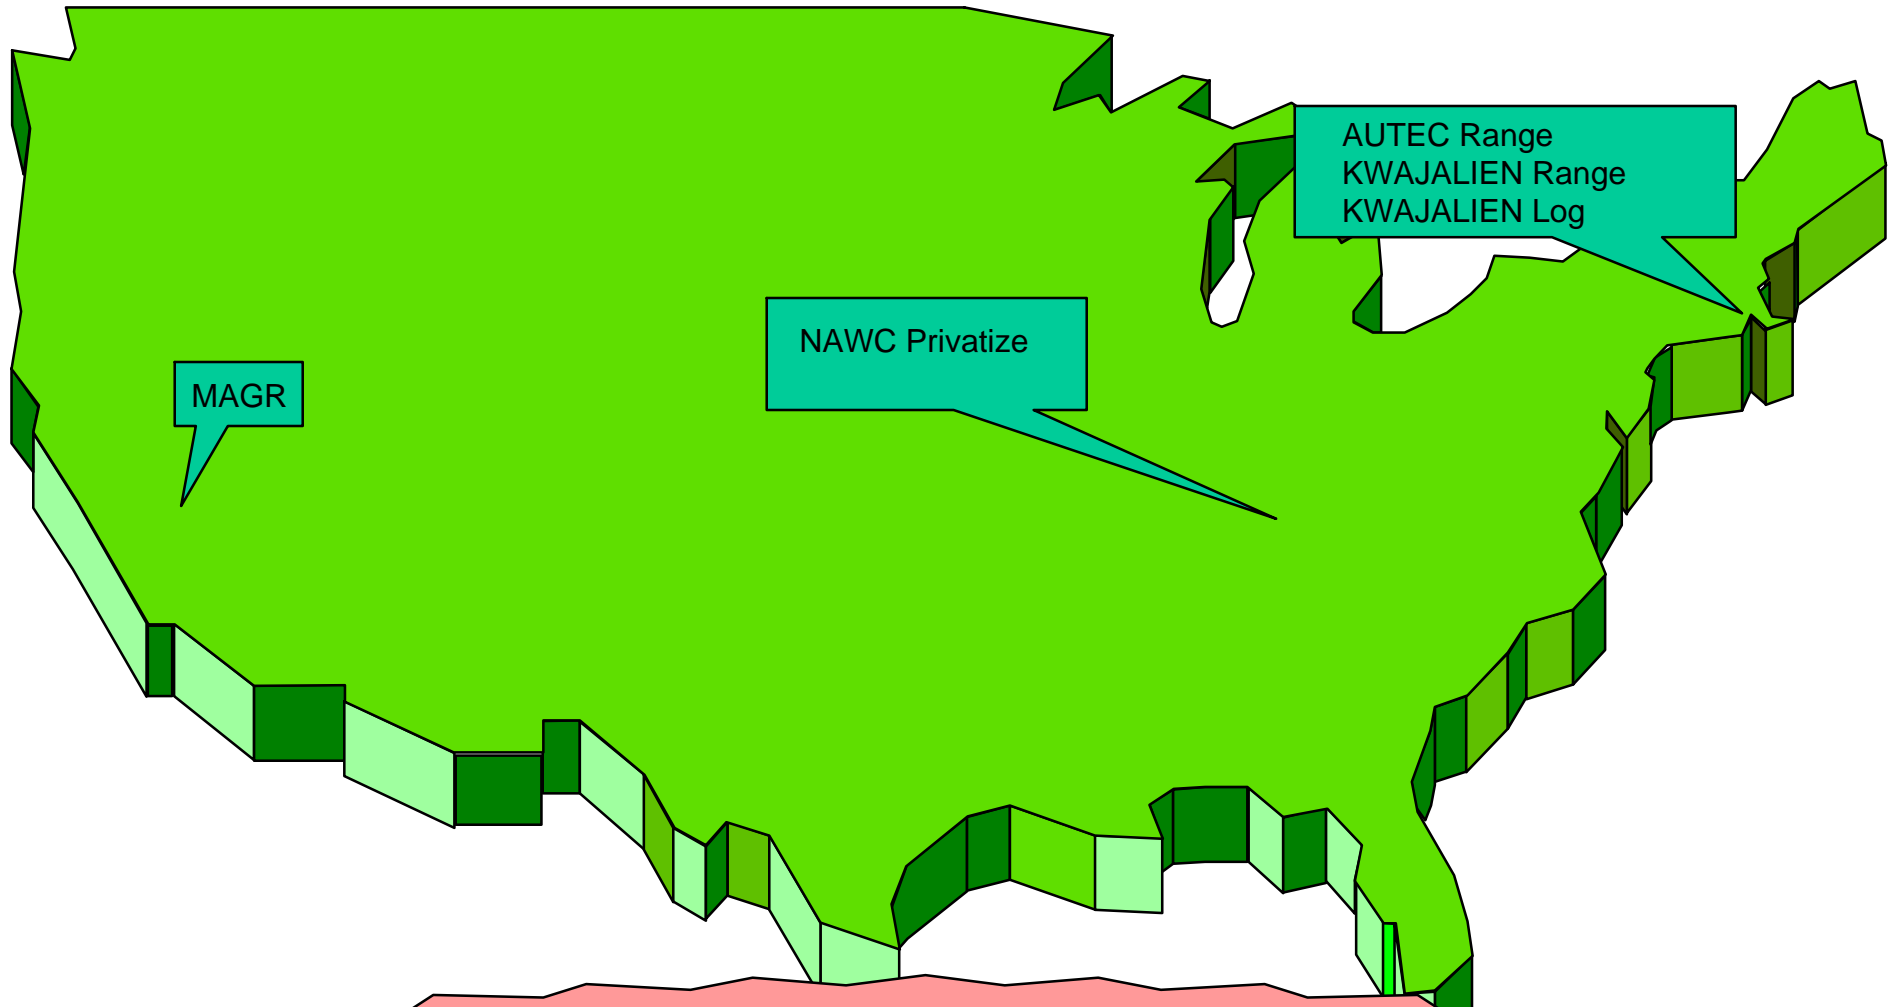 AUTEC Range
KWAJALIEN Range
KWAJALIEN Log
NAWC Privatize
MAGR